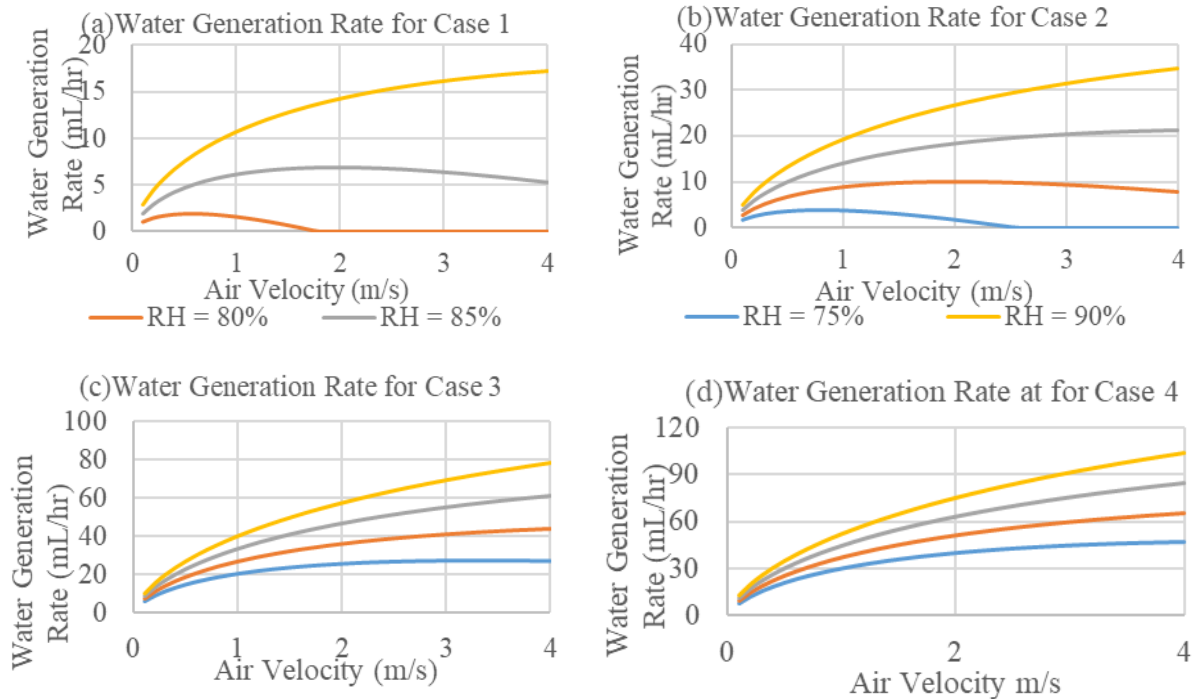 (a)Water Generation Rate for Case 1
Water Generation
Rate (mL/hr)
20
15
10
5
0
0 1 2 3 4
Air Velocity (m/s)
(b)Water Generation Rate for Case 2
Water Generation
Rate (mL/hr)
40
30
20
10
0
0 1 2 3 4
Air Velocity (m/s)
RH = 80% RH = 85% RH = 75% RH = 90%
(c)Water Generation Rate for Case 3
Water Generation
Rate (mL/hr)
100
80
60
40
20
0
0 1 2 3 4
Air Velocity (m/s)
(d)Water Generation Rate at for Case 4
Water Generation
Rate (mL/hr)
120
90
60
30
0
0 2 4
Air Velocity m/s